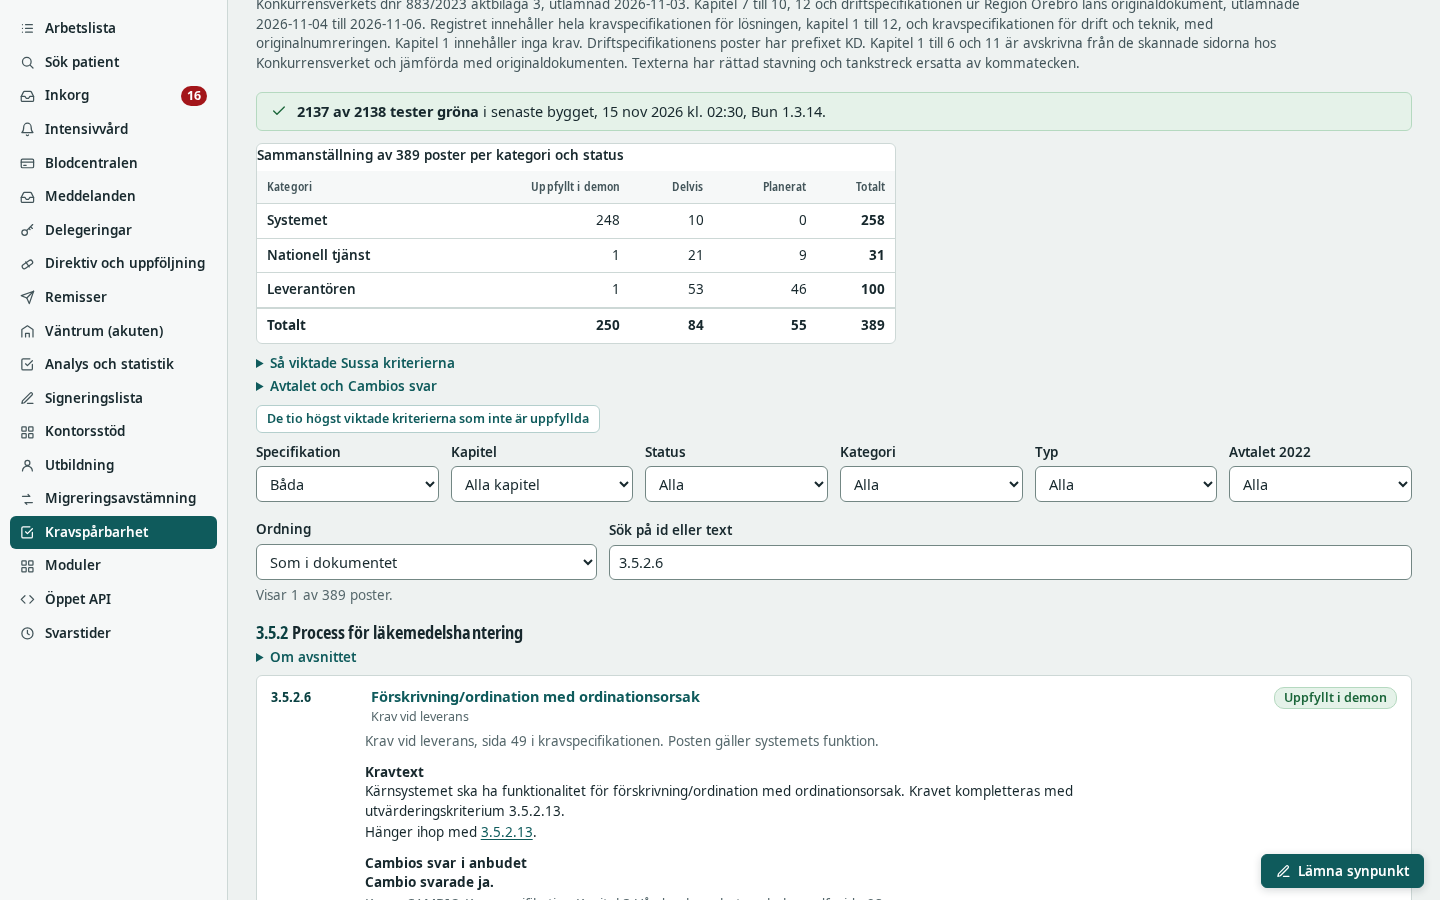 Arbetslista
Sök patient
Inkorg 16
Intensivvård
Blodcentralen
Meddelanden
Delegeringar
Direktiv och uppföljning
Remisser
Väntrum (akuten)
Analys och statistik
Signeringslista
Kontorsstöd
Utbildning
Migreringsavstämning
Kravspårbarhet
Moduler
Öppet API
Svarstider
Konkurrensverkets dnr 883/2023 aktbilaga 3, utlämnad 2026-11-03. Kapitel 7 till 10, 12 och driftspecifikationen ur Region Örebro läns originaldokument, utlämnade
2026-11-04 till 2026-11-06. Registret innehåller hela kravspecifikationen för lösningen, kapitel 1 till 12, och kravspecifikationen för drift och teknik, med
originalnumreringen. Kapitel 1 innehåller inga krav. Driftspecifikationens poster har prefixet KD. Kapitel 1 till 6 och 11 är avskrivna från de skannade sidorna hos
Konkurrensverket och jämförda med originaldokumenten. Texterna har rättad stavning och tankstreck ersatta av kommatecken.
2137 av 2138 tester gröna i senaste bygget, 15 nov 2026 kl. 02:30, Bun 1.3.14.
Sammanställning av 389 poster per kategori och status
Kategori Uppfyllt i demon Delvis Planerat Totalt
Systemet 248 10 0 258
Nationell tjänst 1 21 9 31
Leverantören 1 53 46 100
Totalt 250 84 55 389
Så viktade Sussa kriterierna
Avtalet och Cambios svar
De tio högst viktade kriterierna som inte är uppfyllda
Specifikation Kapitel Status Kategori Typ Avtalet 2022
Båda Alla kapitel Alla Alla Alla Alla
Ordning Sök på id eller text
Som i dokumentet 3.5.2.6
Visar 1 av 389 poster.
3.5.2 Process för läkemedelshantering
Om avsnittet
3.5.2.6 Förskrivning/ordination med ordinationsorsak Uppfyllt i demon
Krav vid leverans
Krav vid leverans, sida 49 i kravspecifikationen. Posten gäller systemets funktion.
Kravtext
Kärnsystemet ska ha funktionalitet för förskrivning/ordination med ordinationsorsak. Kravet kompletteras med
utvärderingskriterium 3.5.2.13.
Hänger ihop med 3.5.2.13.
Cambios svar i anbudet
Cambio svarade ja.
Lämna synpunkt